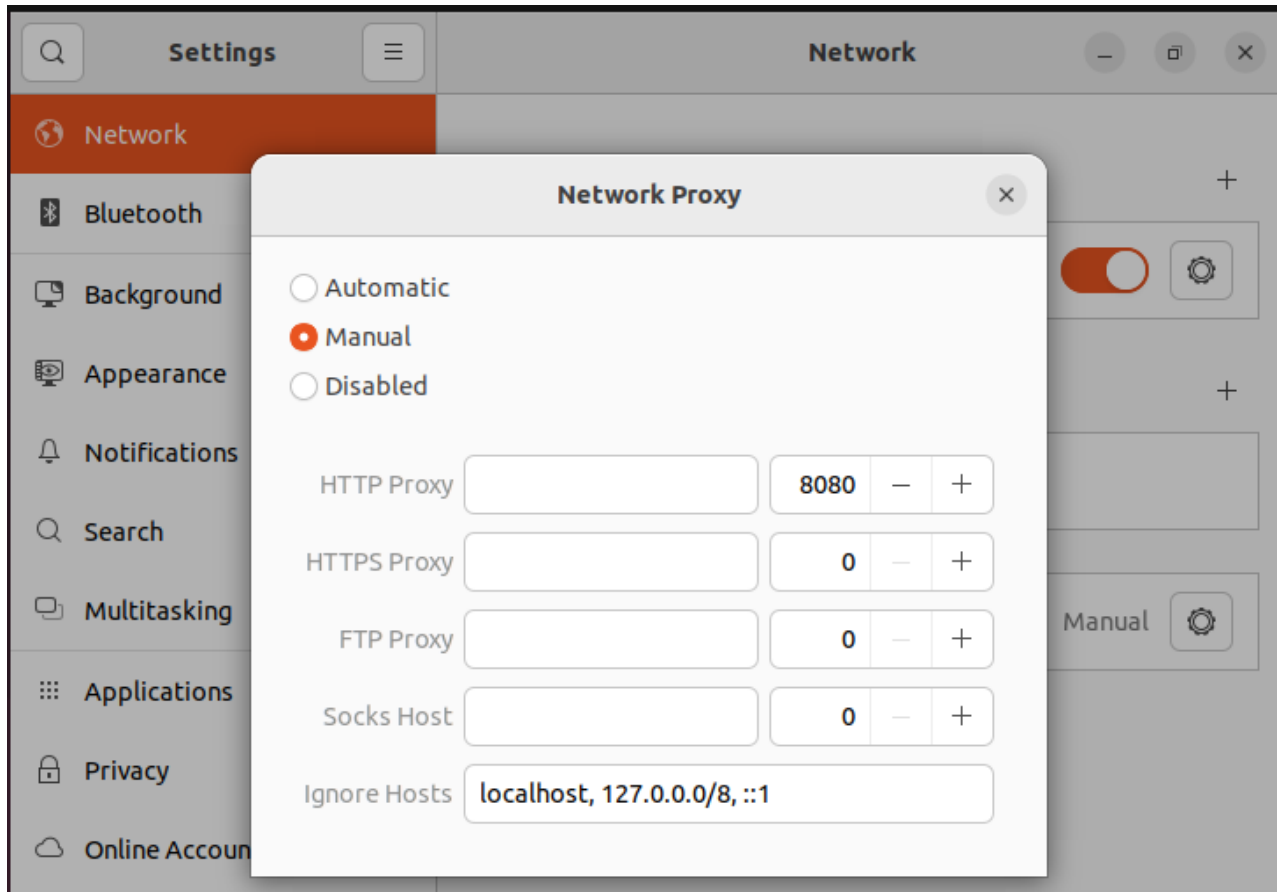 Settings
Network
Network
Bluetooth
Background
Appearance
Notifications
Search
Multitasking
Applications
Privacy
Online Accoun
Network Proxy
Automatic
Manual
Disabled
HTTP Proxy 8080 − +
HTTPS Proxy 0 − +
FTP Proxy 0 − +
Socks Host 0 − +
Ignore Hosts localhost, 127.0.0.0/8, ::1
Manual